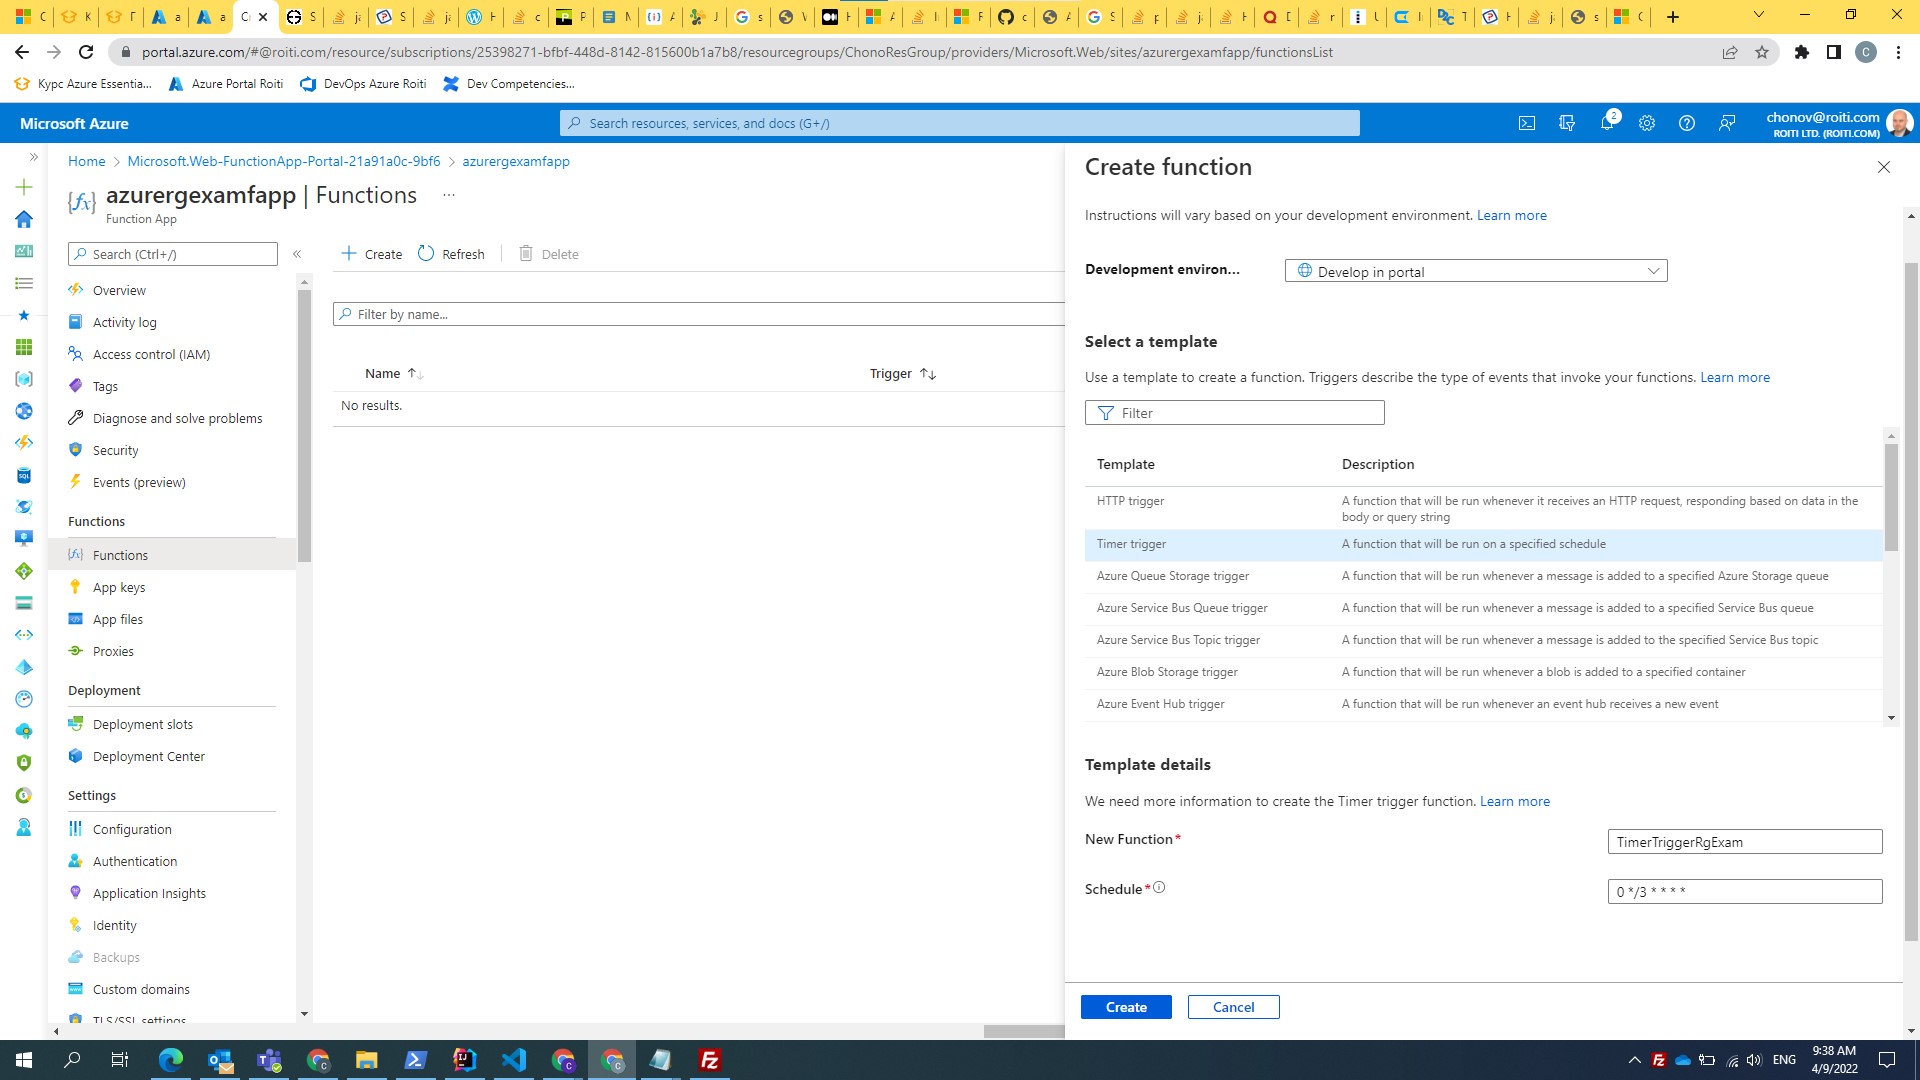 portal.azure.com/#@roiti.com/resource/subscriptions/25398271-bfbf-448d-8142-815600b1a7b8/resourcegroups/ChonoResGroup/providers/Microsoft.Web/sites/azurergexamfapp/functionsList
Курс Azure Essentia...
Azure Portal Roiti
DevOps Azure Roiti
Dev Competencies...
Microsoft Azure
Search resources, services, and docs (G+/)
2
chonov@roiti.com
ROITI LTD. (ROITI.COM)
Home > Microsoft.Web-FunctionApp-Portal-21a91a0c-9bf6 > azurergexamfapp
azurergexamfapp | Functions ...
Function App
Search (Ctrl+/)
Overview
Activity log
Access control (IAM)
Tags
Diagnose and solve problems
Security
Events (preview)
Functions
Functions
App keys
App files
Proxies
Deployment
Deployment slots
Deployment Center
Settings
Configuration
Authentication
Application Insights
Identity
Backups
Custom domains
TLS/SSL settings
Create
Refresh
Delete
Filter by name...
Name
Trigger
No results.
Create function
Instructions will vary based on your development environment. Learn more
Development environ...
Develop in portal
Select a template
Use a template to create a function. Triggers describe the type of events that invoke your functions. Learn more
Filter
Template Description
HTTP trigger A function that will be run whenever it receives an HTTP request, responding based on data in the
body or query string
Timer trigger A function that will be run on a specified schedule
Azure Queue Storage trigger A function that will be run whenever a message is added to a specified Azure Storage queue
Azure Service Bus Queue trigger A function that will be run whenever a message is added to a specified Service Bus queue
Azure Service Bus Topic trigger A function that will be run whenever a message is added to the specified Service Bus topic
Azure Blob Storage trigger A function that will be run whenever a blob is added to a specified container
Azure Event Hub trigger A function that will be run whenever an event hub receives a new event
Template details
We need more information to create the Timer trigger function. Learn more
New Function*
TimerTriggerRgExam
Schedule*
0 */3 * * * *
Create
Cancel
ENG
9:38 AM
4/9/2022